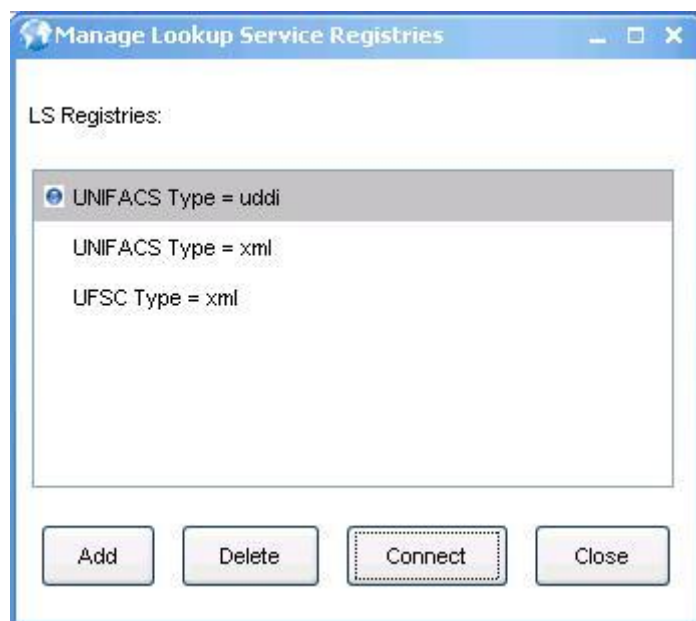 Manage Lookup Service Registries
LS Registries:
UNIFACS Type = uddi
UNIFACS Type = xml
UFSC Type = xml
Add Delete Connect Close